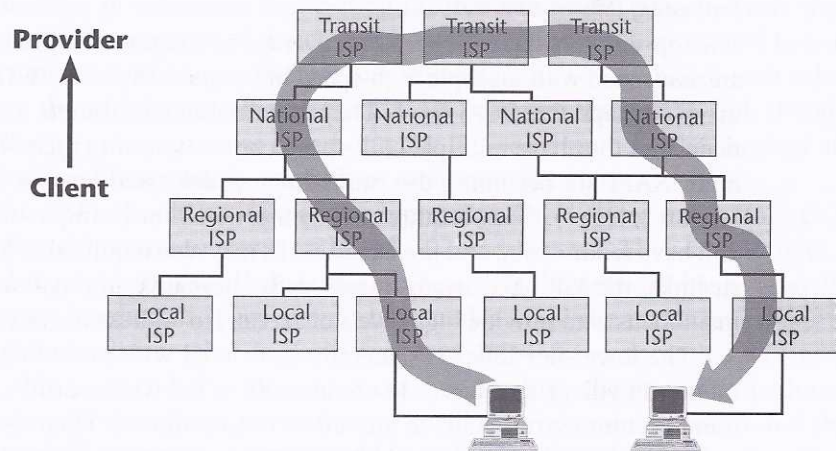 Provider
Client
Transit
ISP
Transit
ISP
Transit
ISP
National
ISP
National
ISP
National
ISP
National
ISP
Regional
ISP
Regional
ISP
Regional
ISP
Regional
ISP
Regional
ISP
Local
ISP
Local
ISP
Local
ISP
Local
ISP
Local
ISP
Local
ISP